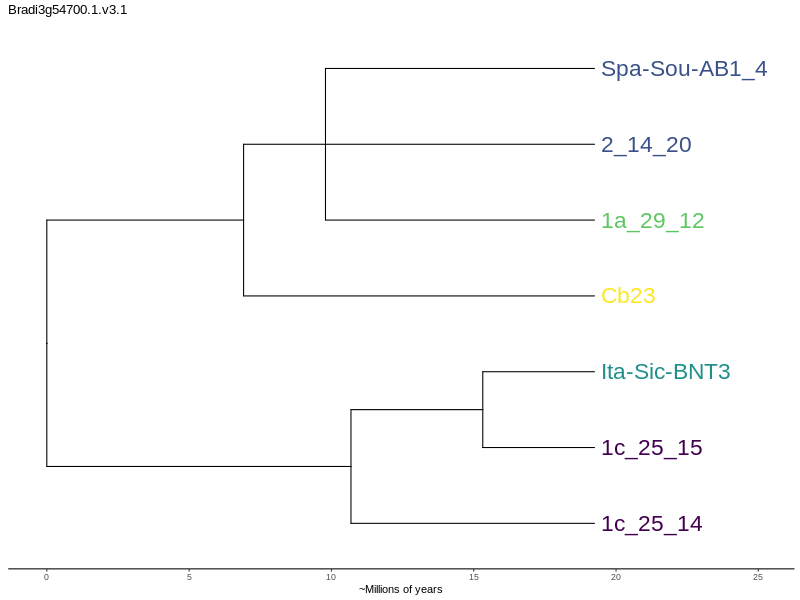 Bradi3g54700.1.v3.1
Spa-Sou-AB1_4
2_14_20
1a_29_12
Cb23
Ita-Sic-BNT3
1c_25_15
1c_25_14
0 5 10 15 20 25
~Millions of years